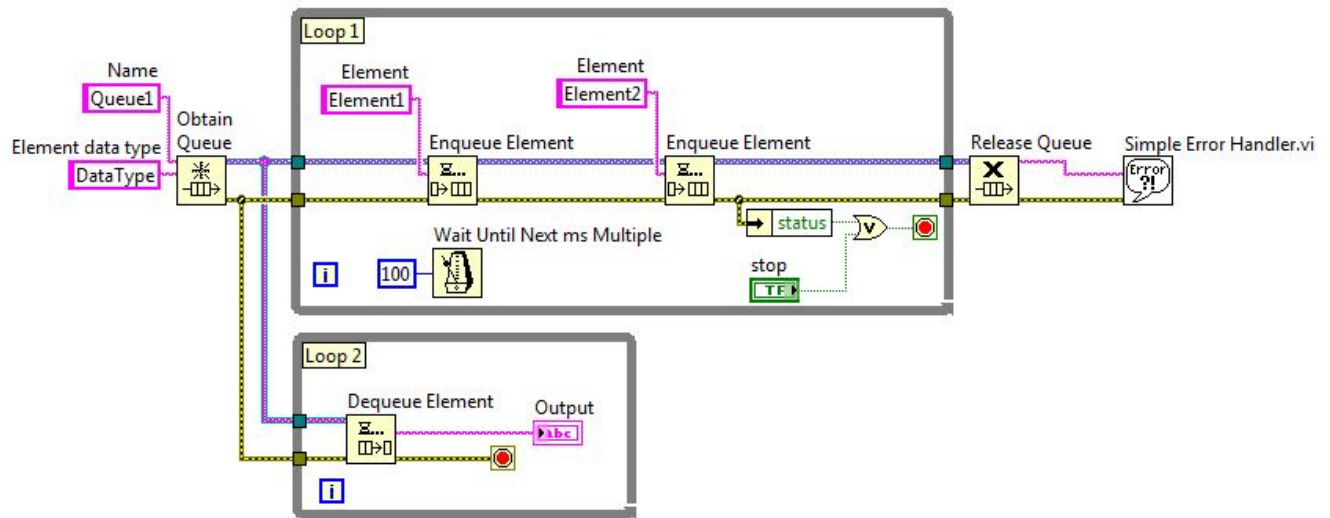 Loop 1
Name
Queue1
Element
Element1
Element
Element2
Obtain
Queue
Element data type
DataType
Enqueue Element
Enqueue Element
Release Queue
Simple Error Handler.vi
Error
?!
status
Wait Until Next ms Multiple
i
100
stop
TF
Loop 2
Dequeue Element
Output
abc
i